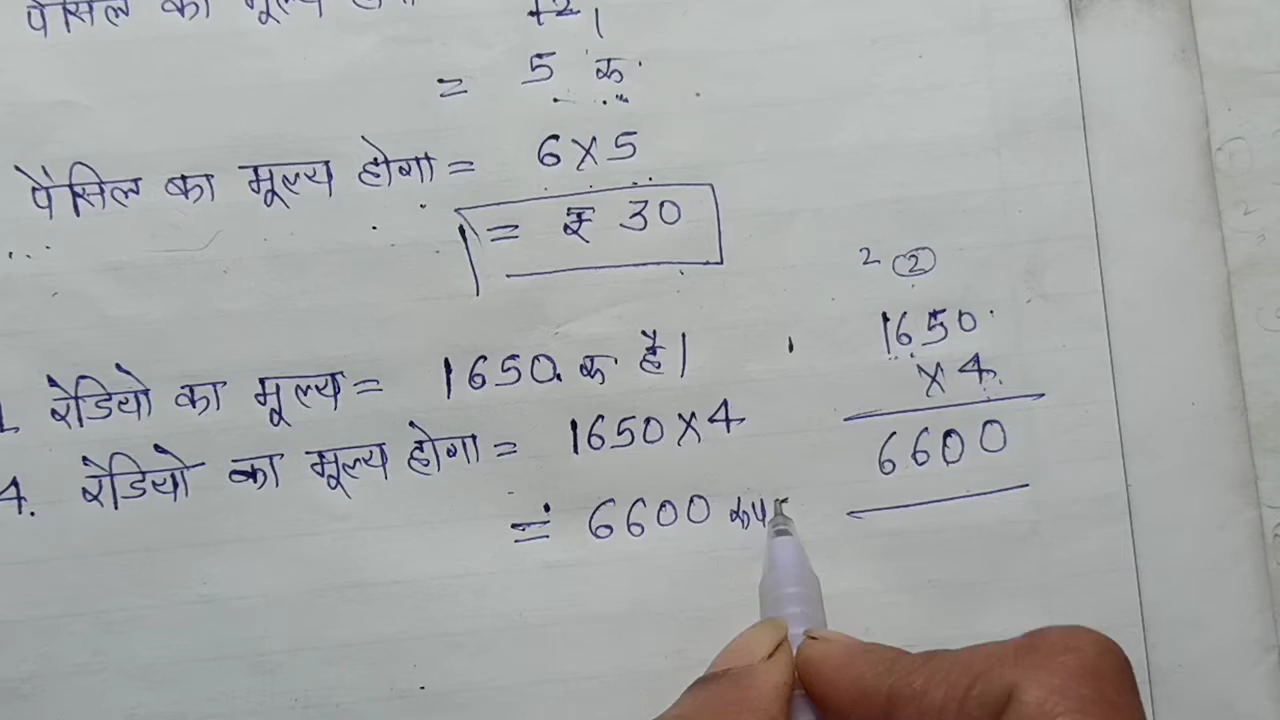 पेंसिल का मूल्य
= 5 रु
पेंसिल का मूल्य होगा = 6×5
= ₹ 30
1. रेडियो का मूल्य = 1650 रु है।
4. रेडियो का मूल्य होगा = 1650×4
= 6600 रुप
2 2
1650
×4
6600